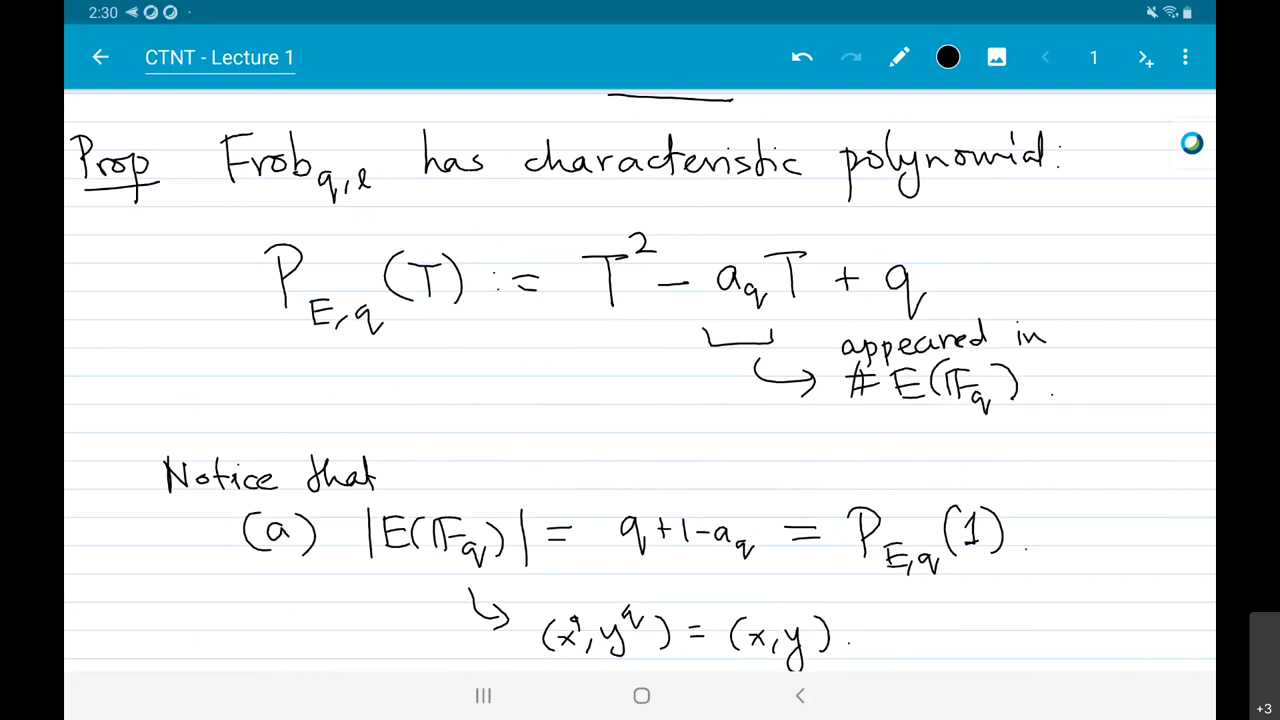 2:30
CTNT - Lecture 1
1
Prop Frob_{q,ℓ} has characteristic polynomial:
P_{E,q}(T) := T^2 - a_q T + q
appeared in
# E(𝔽_q).
Notice that
(a) |E(𝔽_q)| = q+1-a_q = P_{E,q}(1).
(x^q, y^q) = (x,y).
+3